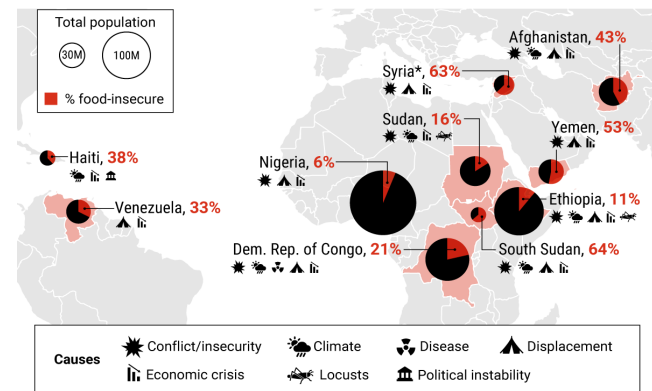 Total population
30M
100M
% food-insecure
Afghanistan, 43%
Syria*, 63%
Sudan, 16%
Yemen, 53%
Haiti, 38%
Nigeria, 6%
Ethiopia, 11%
Venezuela, 33%
Dem. Rep. of Congo, 21%
South Sudan, 64%
Causes
Conflict/insecurity
Climate
Disease
Displacement
Economic crisis
Locusts
Political instability